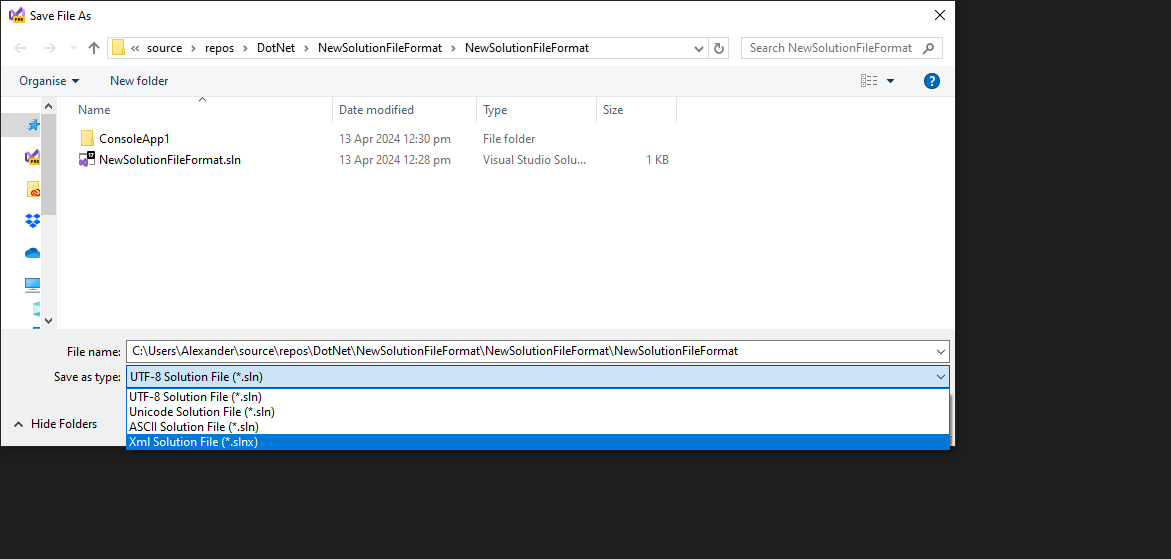 Save File As
« source > repos > DotNet > NewSolutionFileFormat > NewSolutionFileFormat
Search NewSolutionFileFormat
Organise New folder
?
Name Date modified Type Size
ConsoleApp1 13 Apr 2024 12:30 pm File folder
NewSolutionFileFormat.sln 13 Apr 2024 12:28 pm Visual Studio Solu... 1 KB
File name: C:\Users\Alexander\source\repos\DotNet\NewSolutionFileFormat\NewSolutionFileFormat\NewSolutionFileFormat
Save as type: UTF-8 Solution File (*.sln)
UTF-8 Solution File (*.sln)
Unicode Solution File (*.sln)
ASCII Solution File (*.sln)
Xml Solution File (*.slnx)
Hide Folders